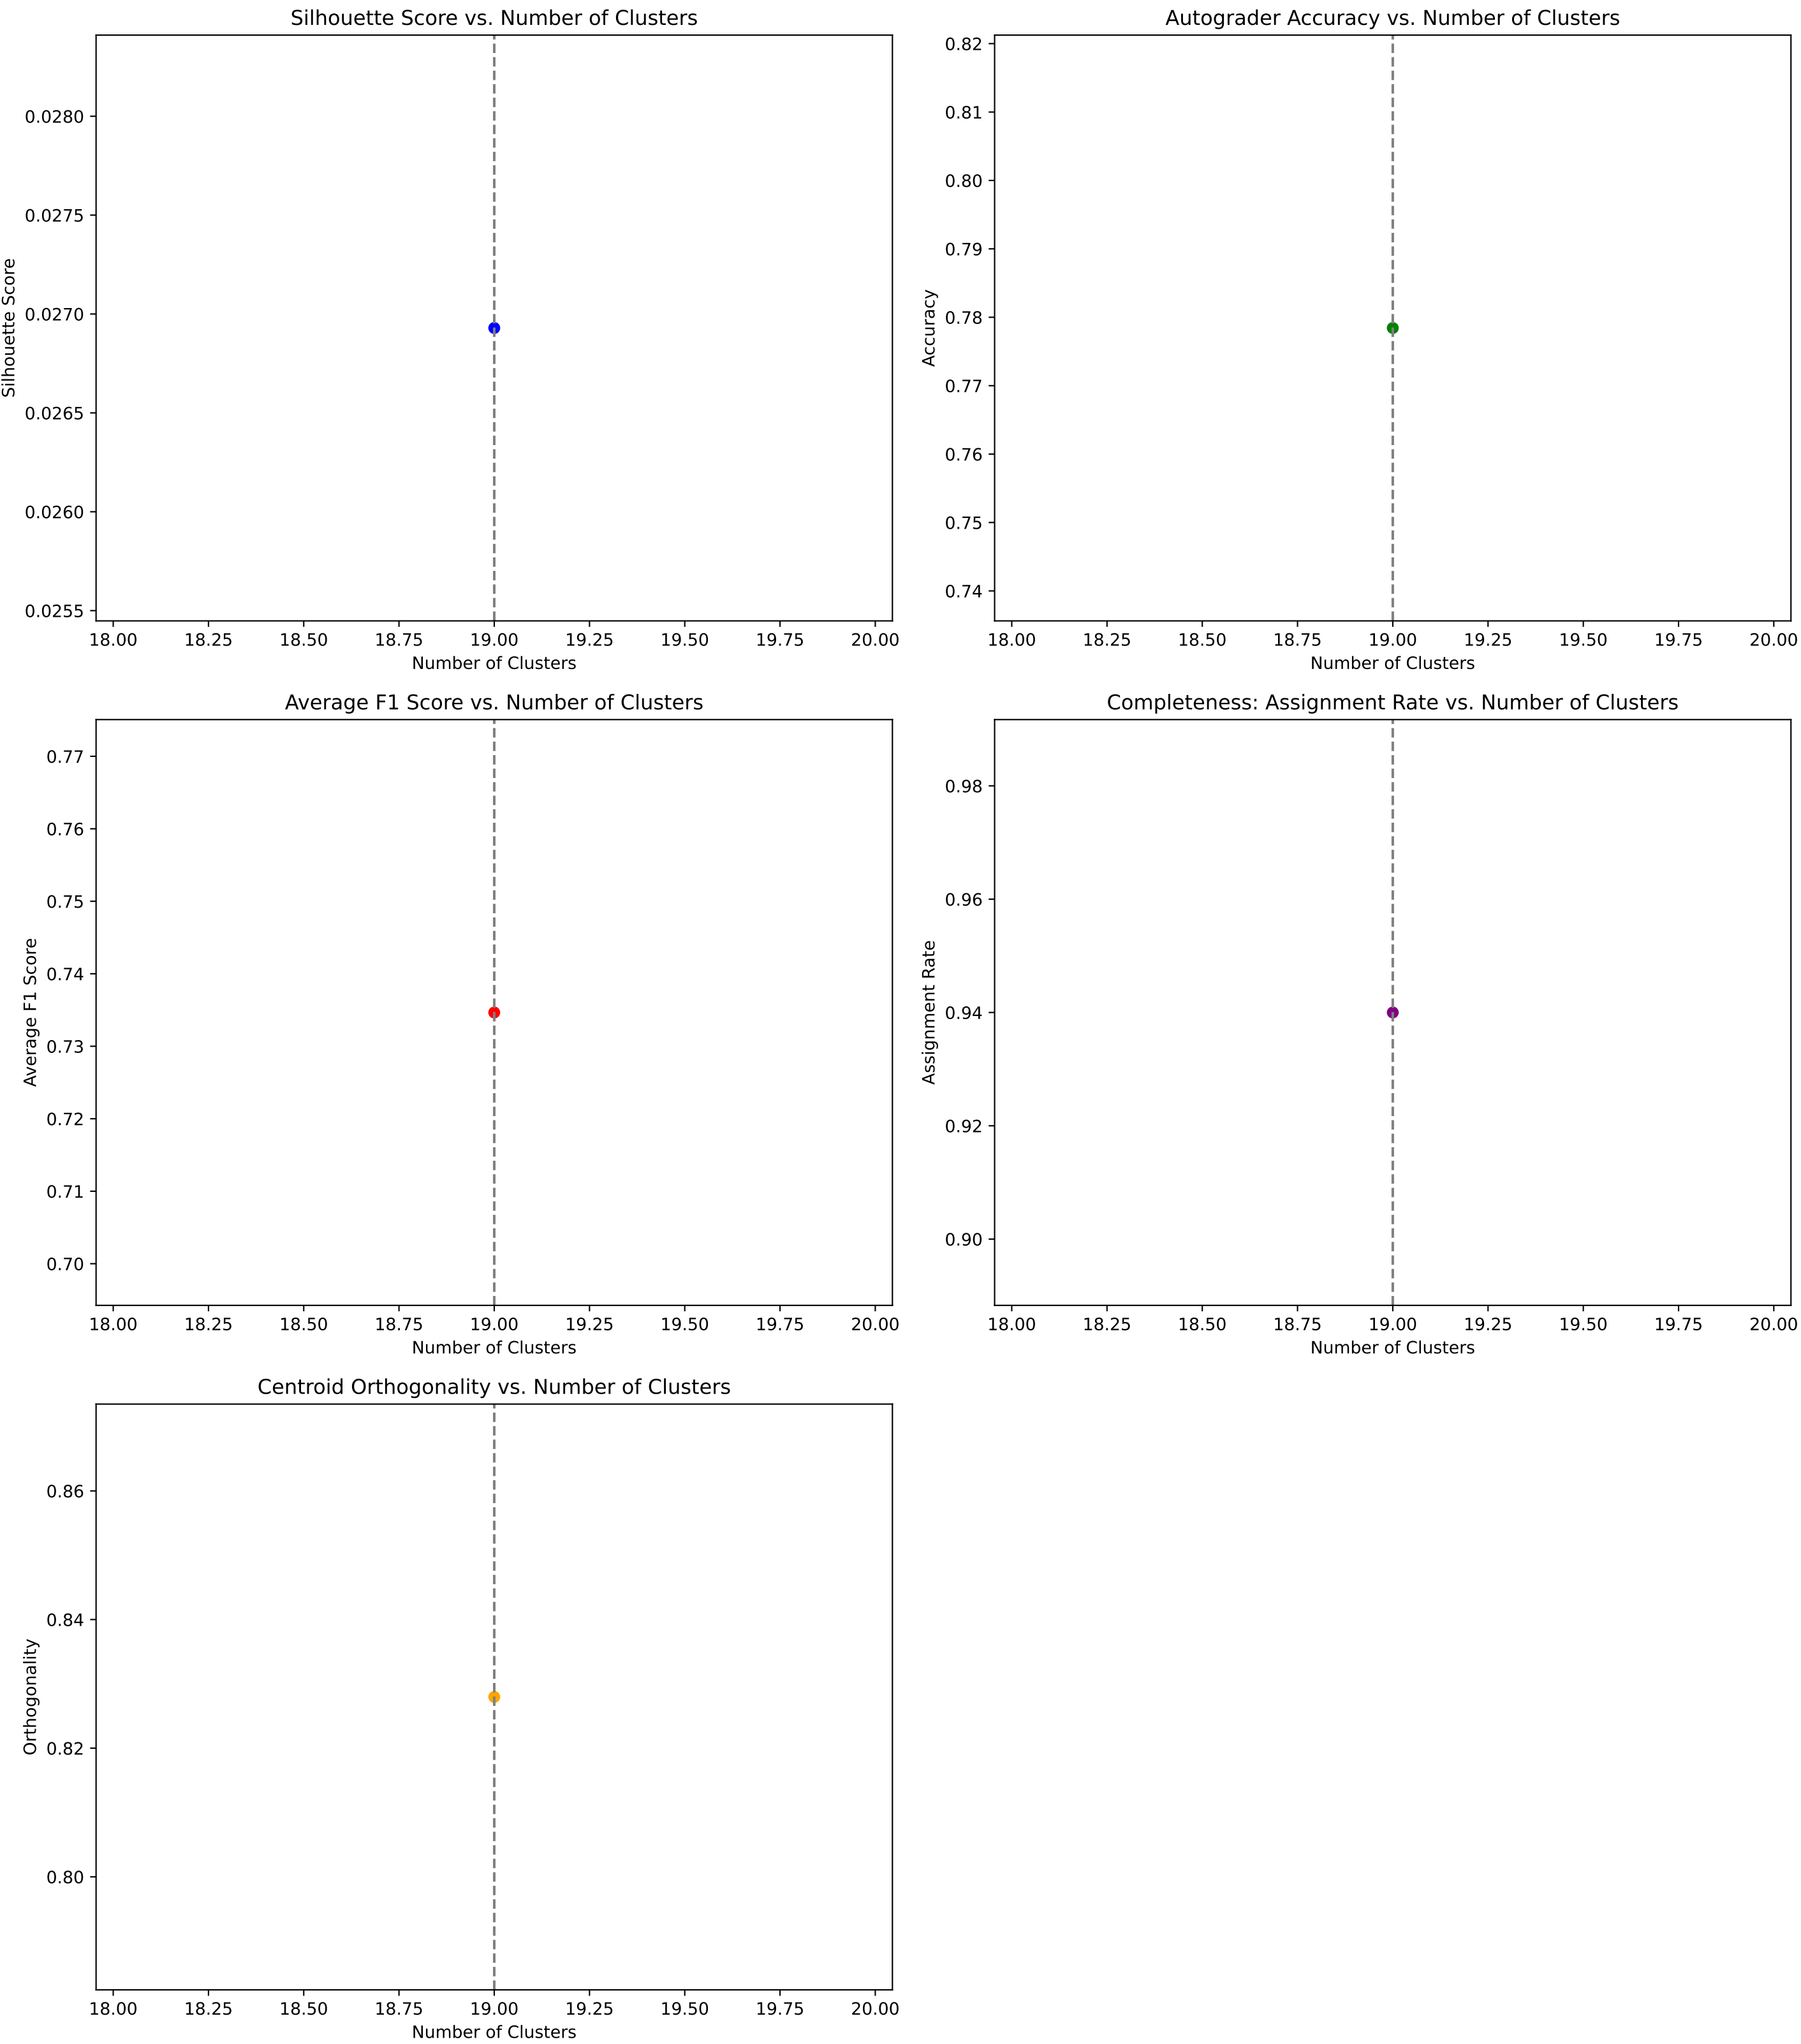 Silhouette Score vs. Number of Clusters
0.0280
0.0275
0.0270
0.0265
0.0260
0.0255
Silhouette Score
18.00 18.25 18.50 18.75 19.00 19.25 19.50 19.75 20.00
Number of Clusters
Autograder Accuracy vs. Number of Clusters
0.82
0.81
0.80
0.79
0.78
0.77
0.76
0.75
0.74
Accuracy
18.00 18.25 18.50 18.75 19.00 19.25 19.50 19.75 20.00
Number of Clusters
Average F1 Score vs. Number of Clusters
0.77
0.76
0.75
0.74
0.73
0.72
0.71
0.70
Average F1 Score
18.00 18.25 18.50 18.75 19.00 19.25 19.50 19.75 20.00
Number of Clusters
Completeness: Assignment Rate vs. Number of Clusters
0.98
0.96
0.94
0.92
0.90
Assignment Rate
18.00 18.25 18.50 18.75 19.00 19.25 19.50 19.75 20.00
Number of Clusters
Centroid Orthogonality vs. Number of Clusters
0.86
0.84
0.82
0.80
Orthogonality
18.00 18.25 18.50 18.75 19.00 19.25 19.50 19.75 20.00
Number of Clusters